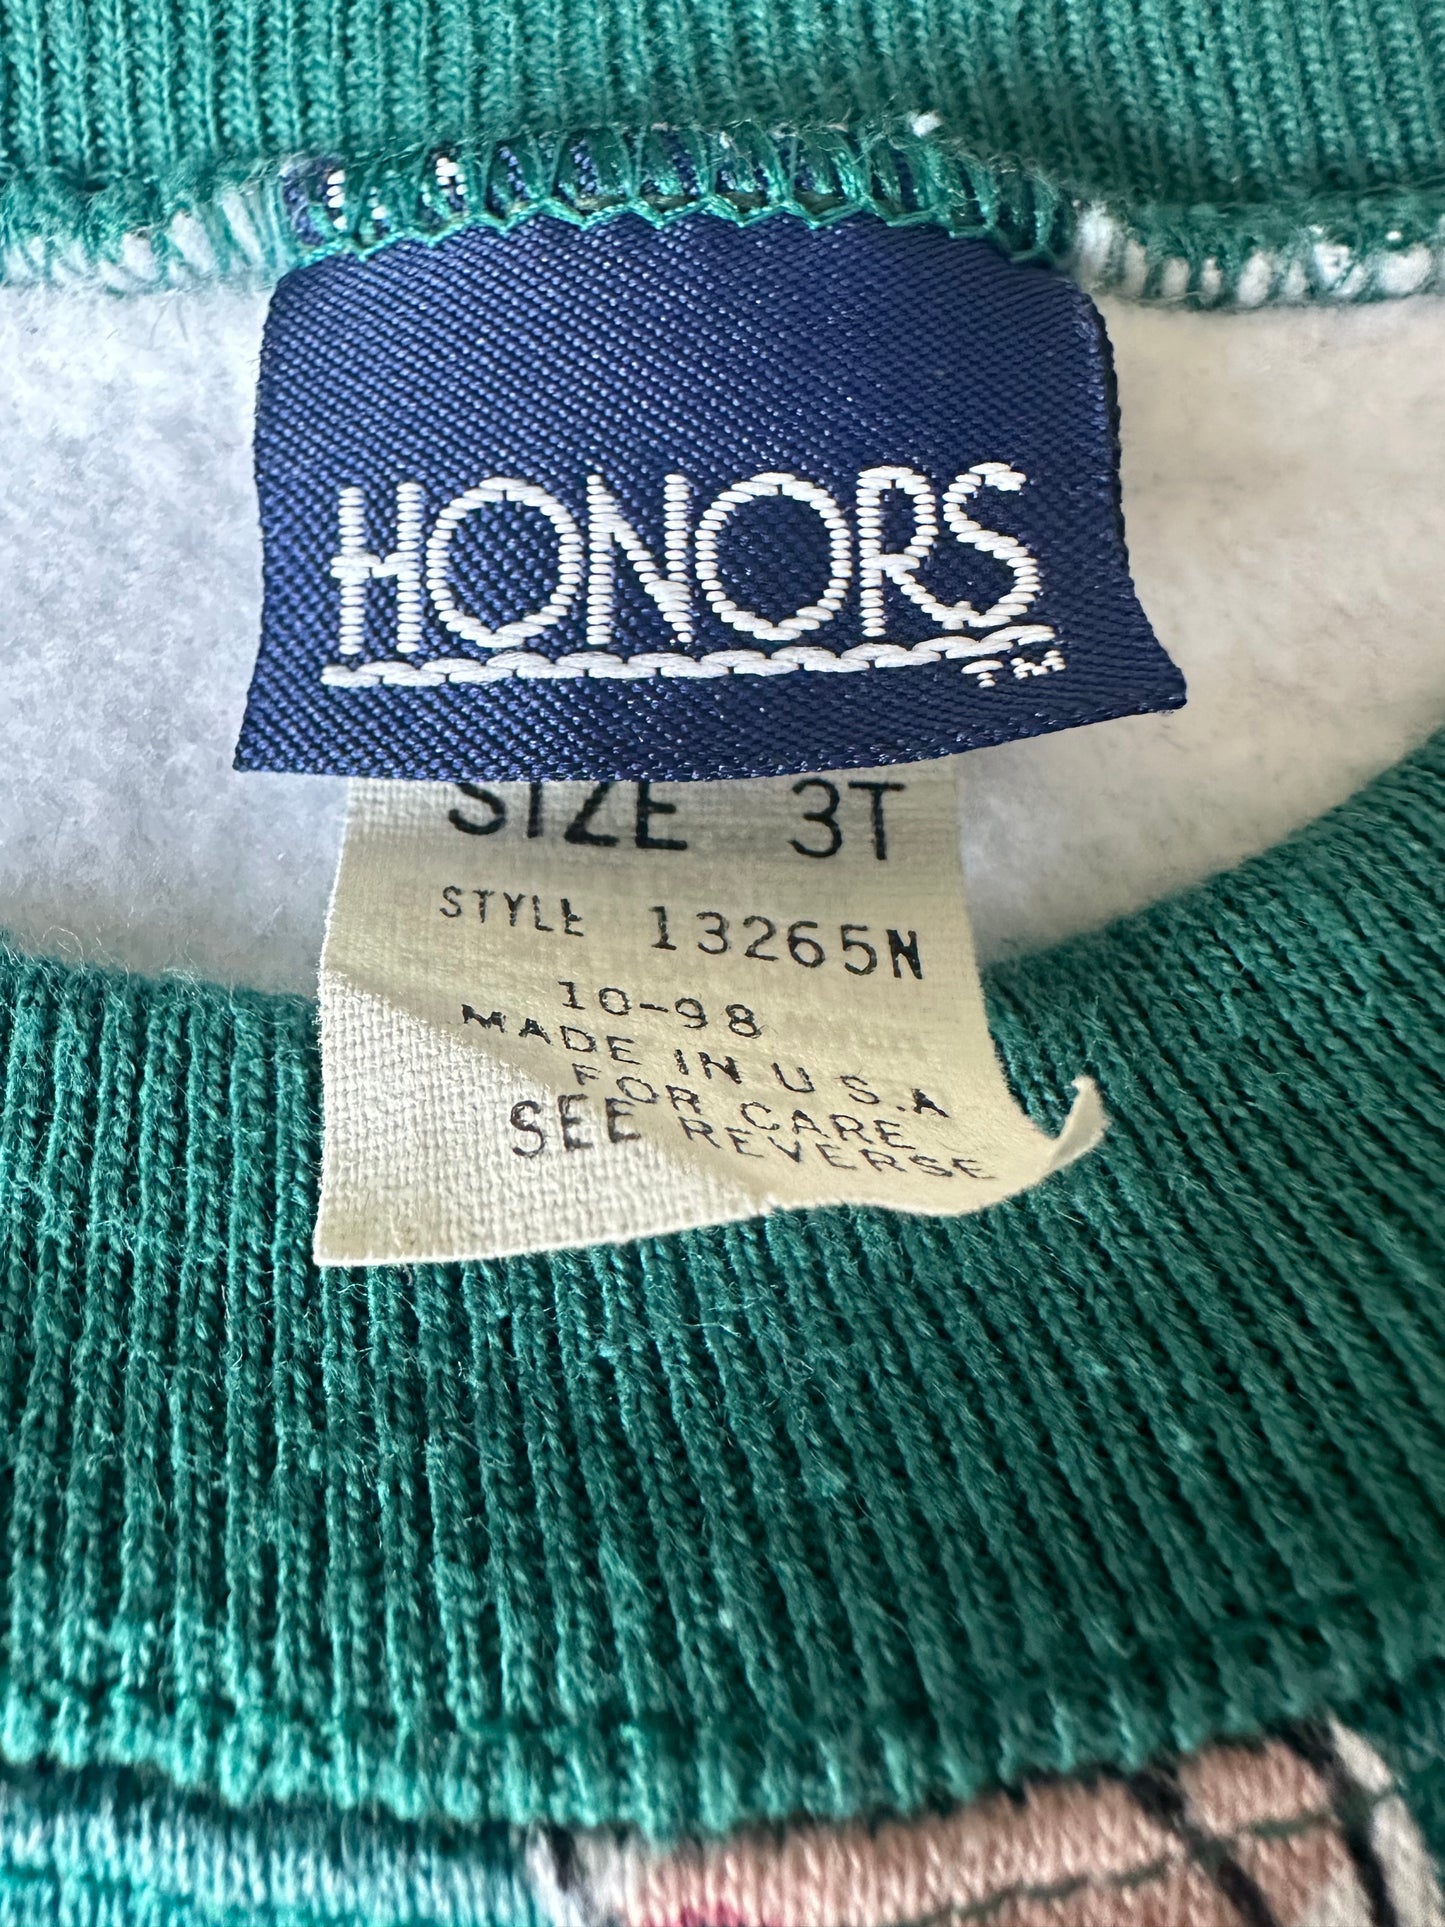 HONORS
TM
SIZE 3T
STYLE 13265N
10-98
MADE IN U.S.A
FOR CARE
SEE REVERSE